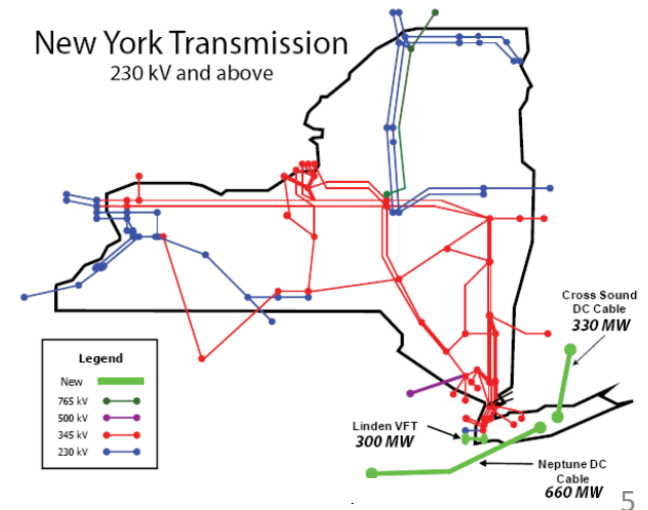 New York Transmission
230 kV and above
Cross Sound
DC Cable
330 MW
Legend
New
765 kV
500 kV
345 kV
230 kV
Linden VFT
300 MW
Neptune DC
Cable
660 MW
5